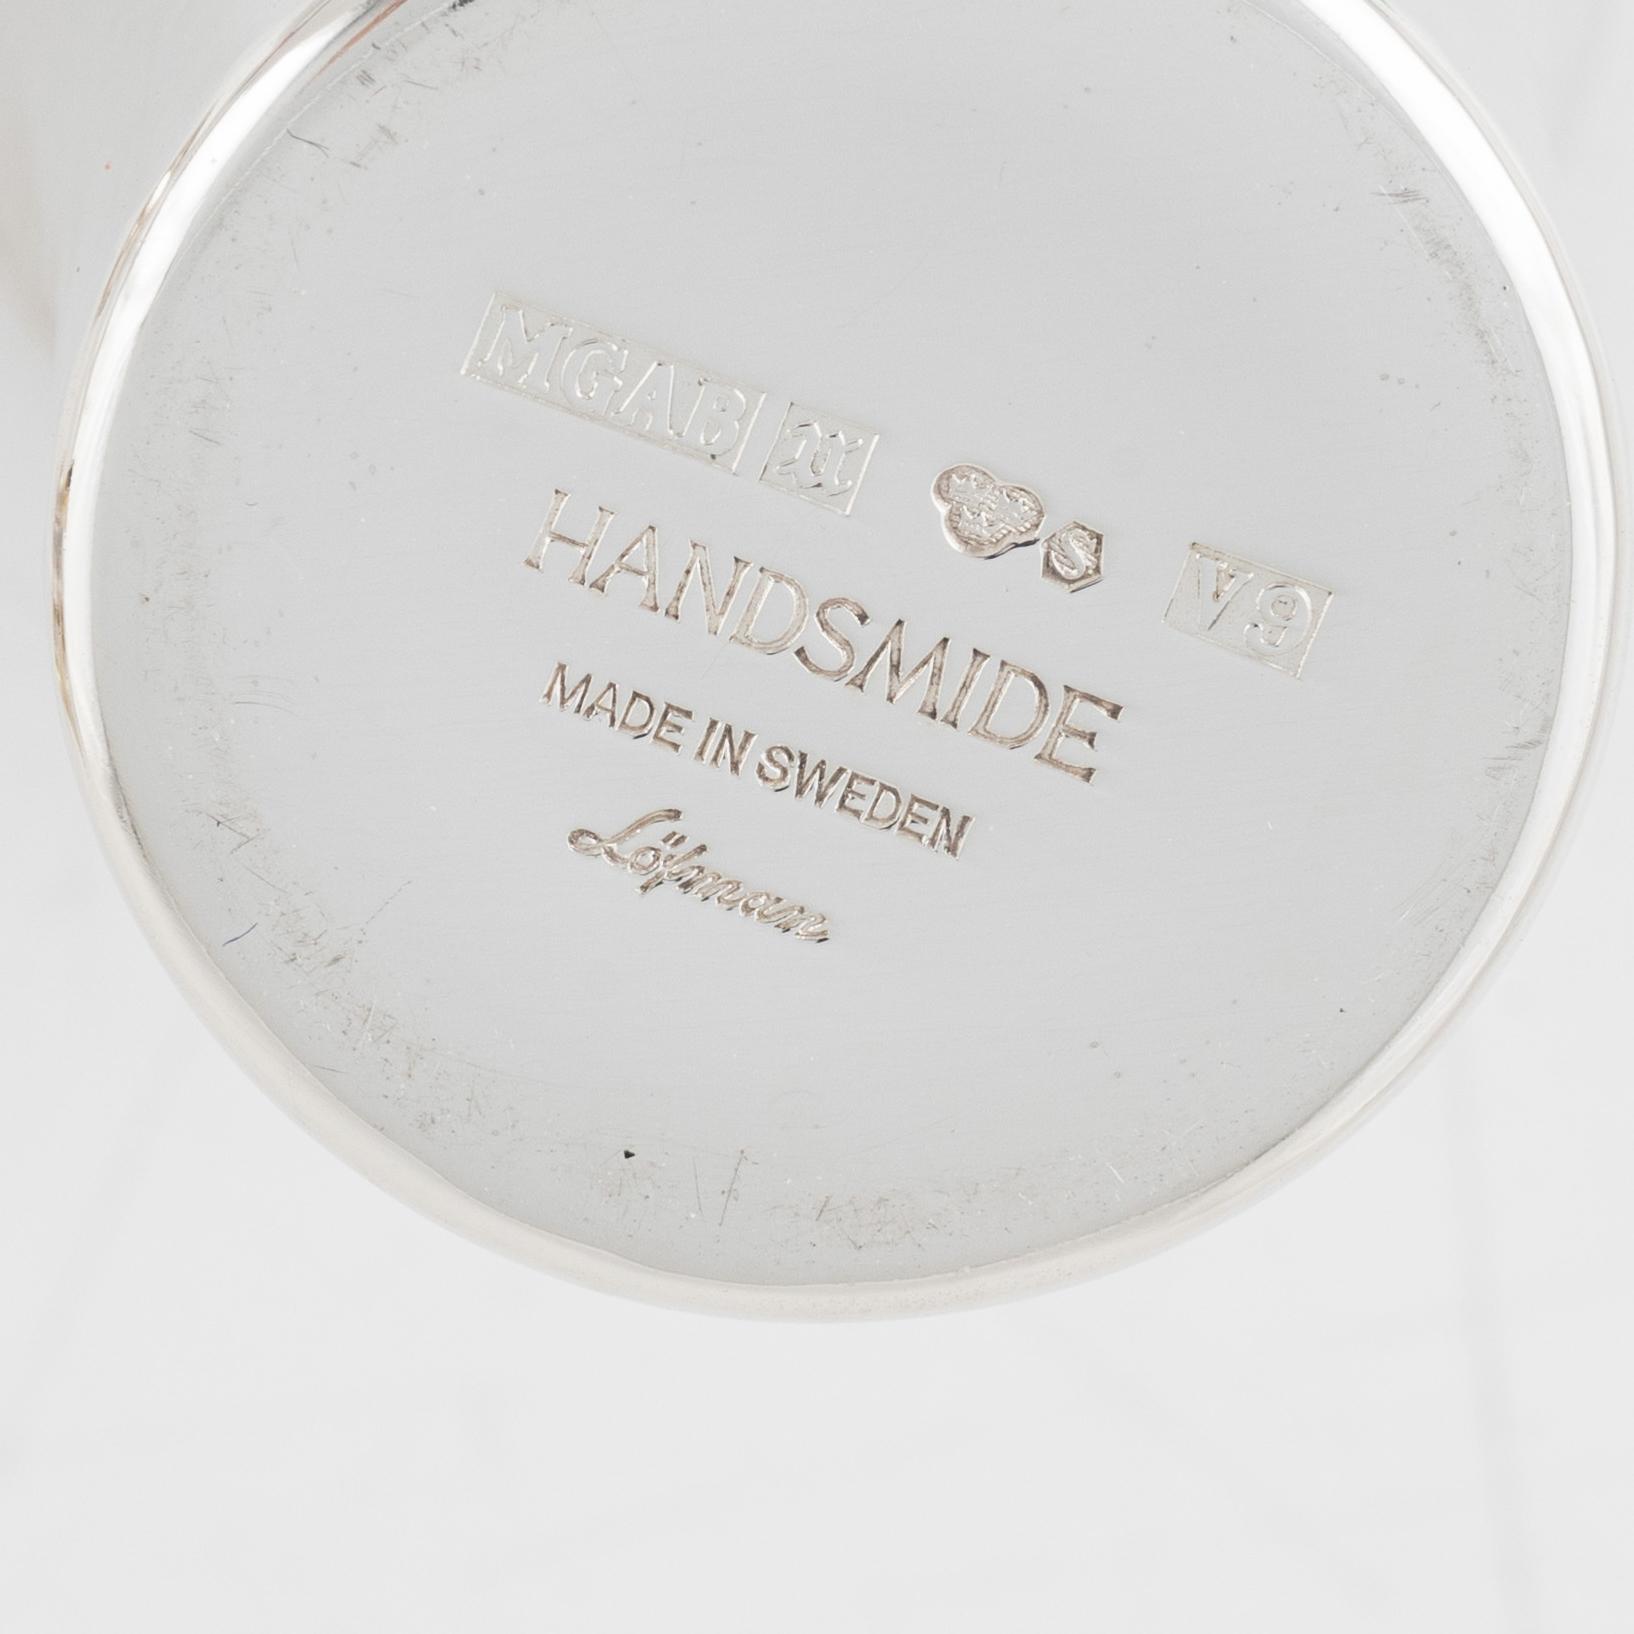 MGAB 𝔘 S V9
HANDSMIDE
MADE IN SWEDEN
Löfman